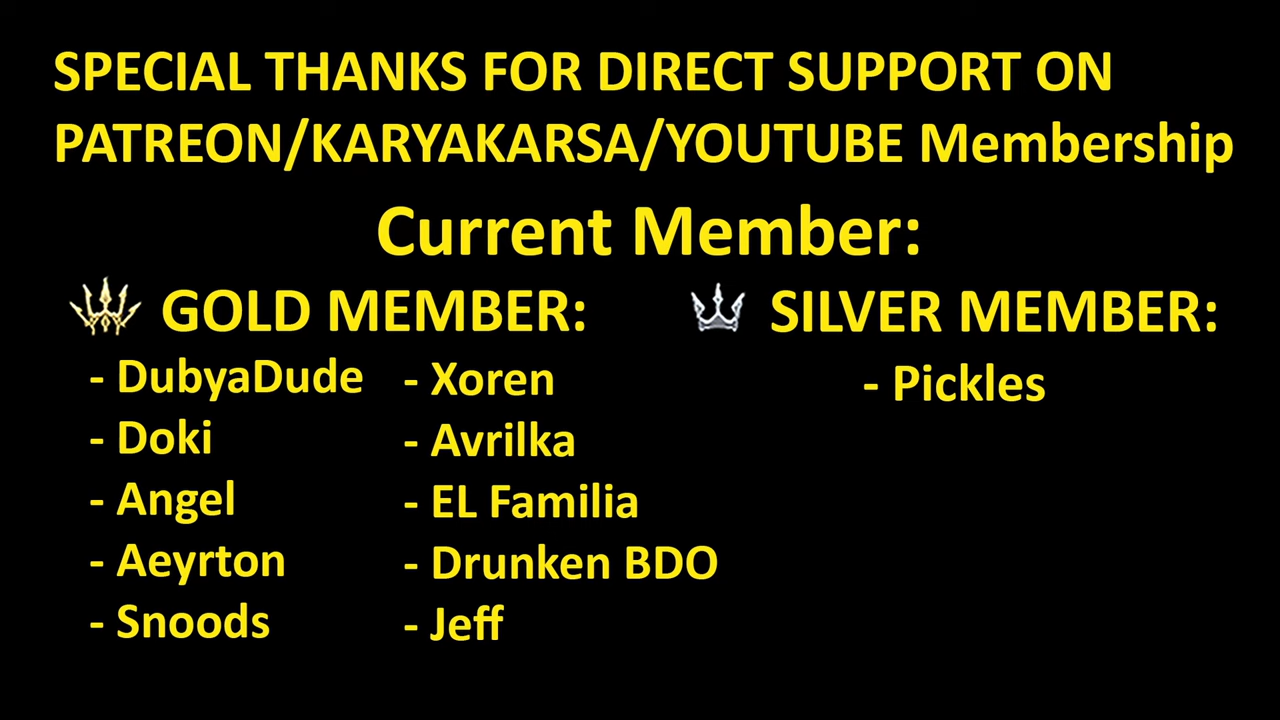 SPECIAL THANKS FOR DIRECT SUPPORT ON
PATREON/KARYAKARSA/YOUTUBE Membership
Current Member:
GOLD MEMBER:
- DubyaDude
- Doki
- Angel
- Aeyrton
- Snoods
- Xoren
- Avrilka
- EL Familia
- Drunken BDO
- Jeff
SILVER MEMBER:
- Pickles